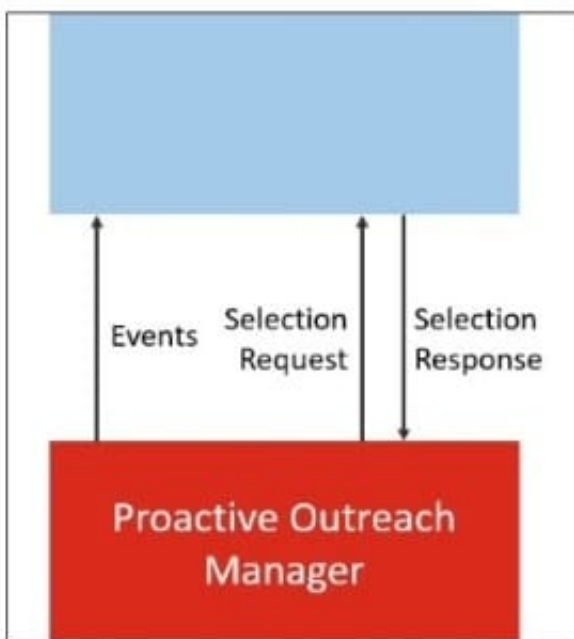 Events
Selection
Request
Selection
Response
Proactive Outreach
Manager